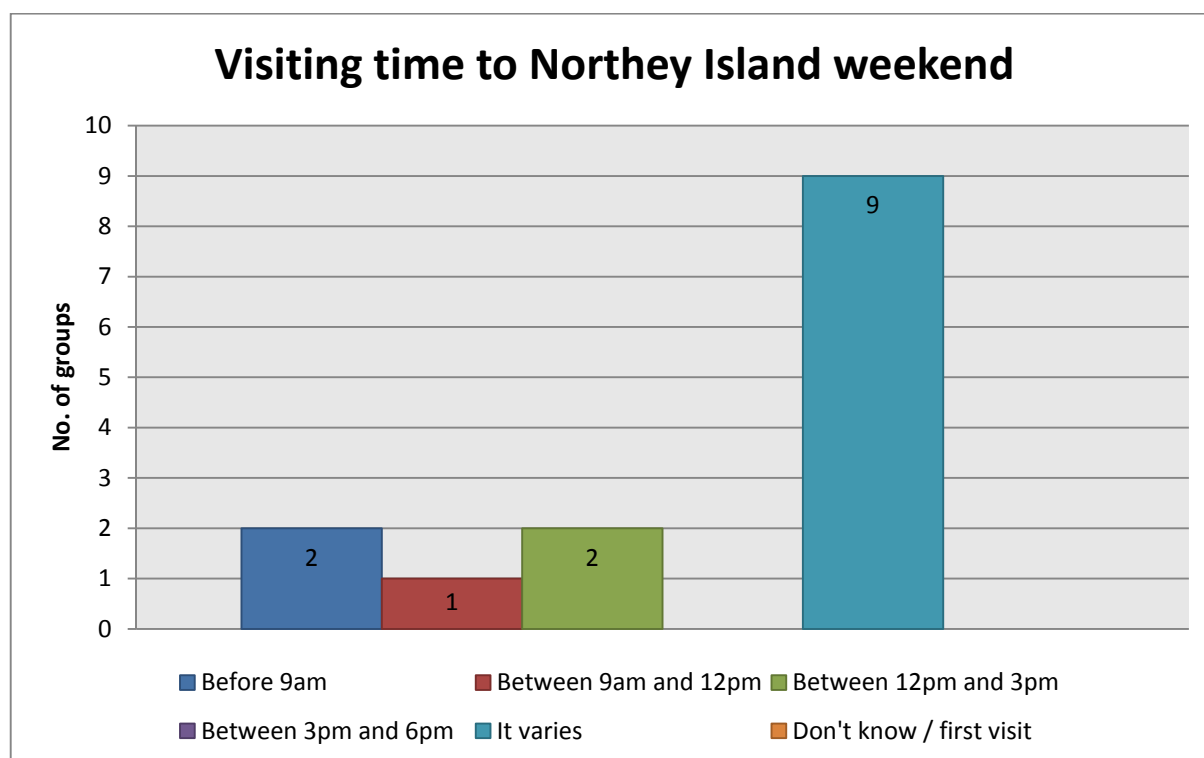 Visiting time to Northey Island weekend
10
9
8
7
6
5
4
3
2
1
0
No. of groups
2
1
2
9
Before 9am
Between 9am and 12pm
Between 12pm and 3pm
Between 3pm and 6pm
It varies
Don't know / first visit